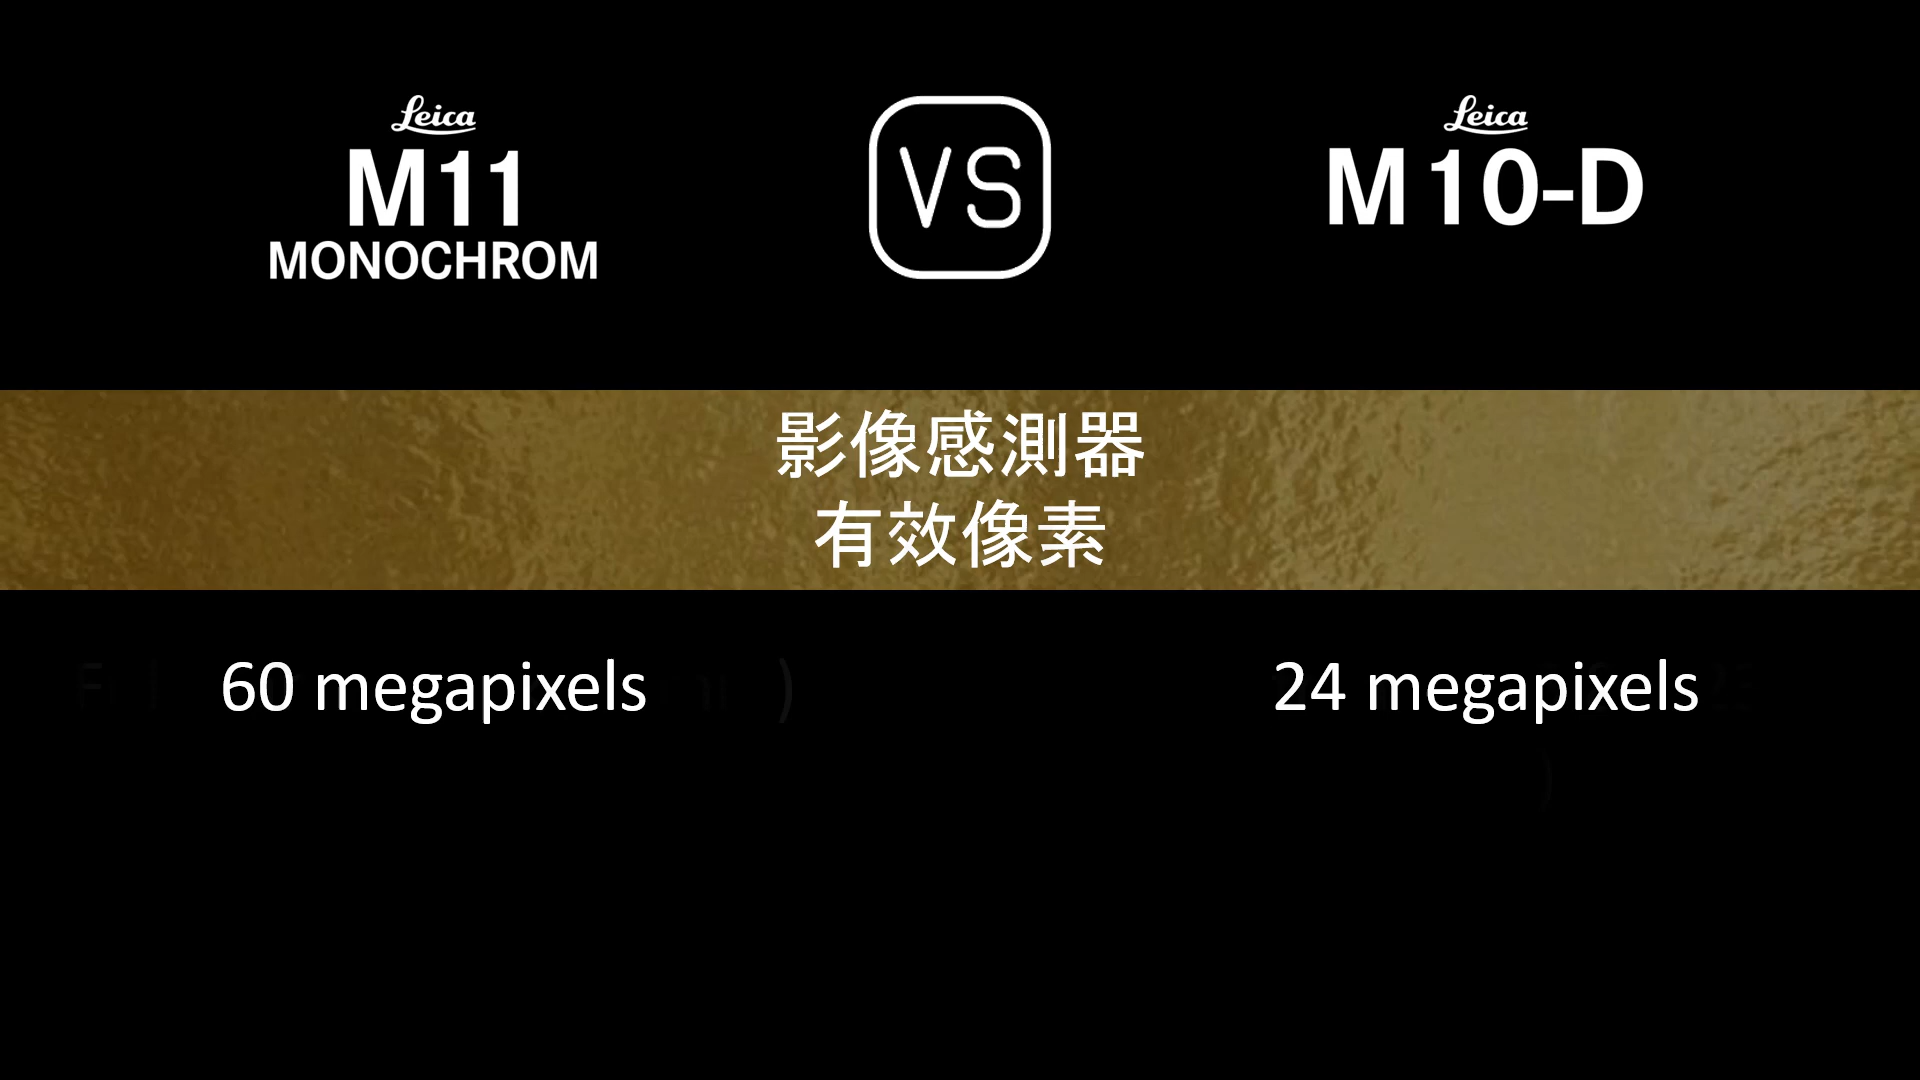 Leica
M11
MONOCHROM
VS
Leica
M10-D
影像感測器
有效像素
60 megapixels
24 megapixels